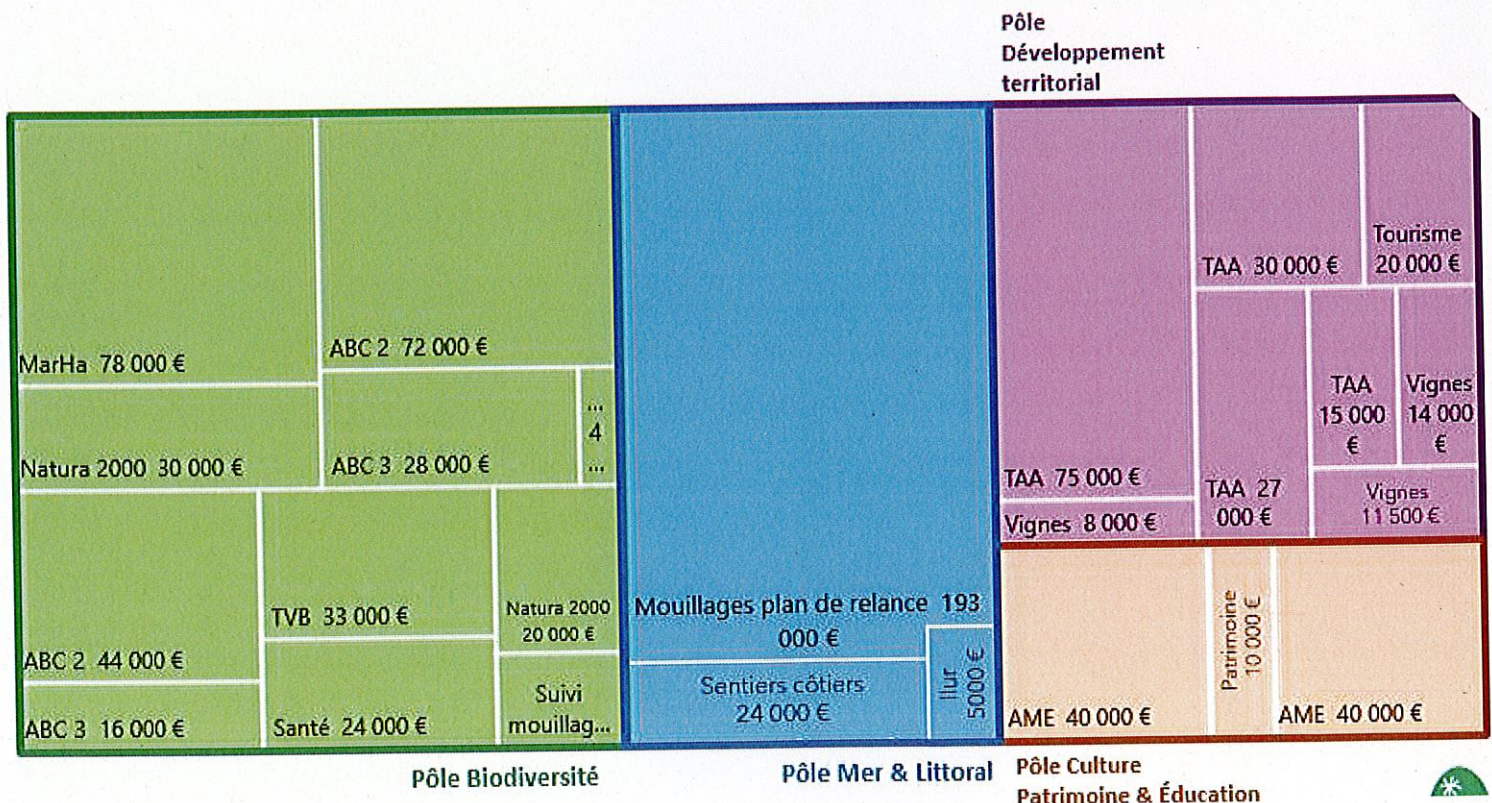 Pôle
Développement
territorial
MarHa 78 000 €
ABC 2 72 000 €
Natura 2000 30 000 €
ABC 3 28 000 €
...
4
...
ABC 2 44 000 €
ABC 3 16 000 €
TVB 33 000 €
Santé 24 000 €
Natura 2000
20 000 €
Suivi
mouillag...
Mouillages plan de relance 193
000 €
Sentiers côtiers
24 000 €
Ilur
5000 €
TAA 75 000 €
Vignes 8 000 €
TAA 30 000 €
Tourisme
20 000 €
TAA 27
000 €
TAA
15 000
€
Vignes
14 000
€
Vignes
11 500 €
AME 40 000 €
Patrimoine
10 000 €
AME 40 000 €
Pôle Biodiversité
Pôle Mer & Littoral
Pôle Culture
Patrimoine & Éducation